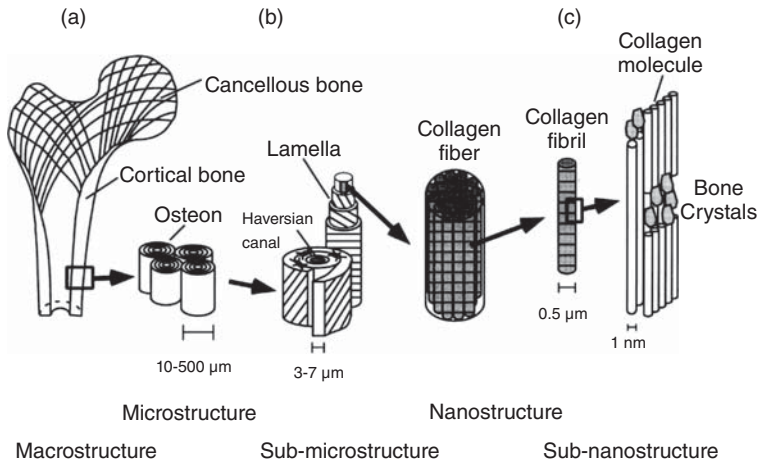 (a)
(b)
(c)
Cancellous bone
Cortical bone
Osteon
10-500 µm
Lamella
Haversian
canal
3-7 µm
Collagen
fiber
Collagen
fibril
0.5 µm
Collagen
molecule
Bone
Crystals
1 nm
Microstructure
Nanostructure
Macrostructure
Sub-microstructure
Sub-nanostructure